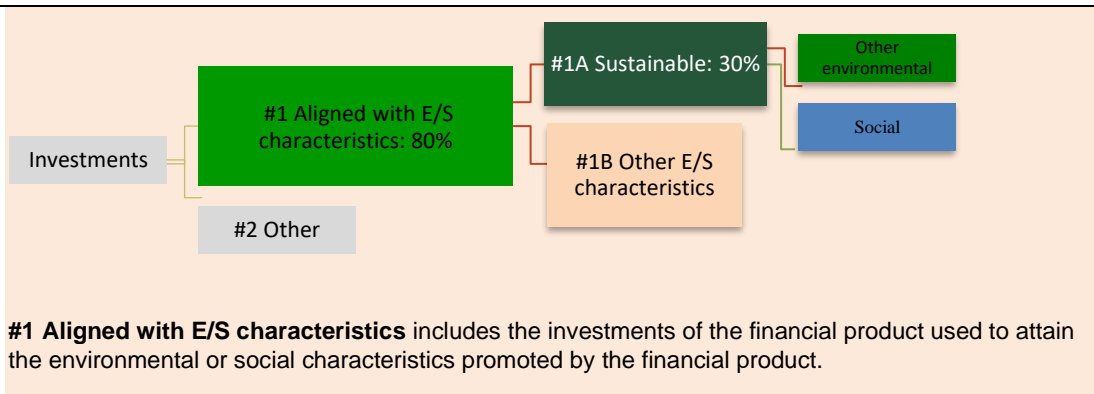 Investments
#1 Aligned with E/S
characteristics: 80%
#2 Other
#1A Sustainable: 30%
#1B Other E/S
characteristics
Other
environmental
Social
#1 Aligned with E/S characteristics includes the investments of the financial product used to attain
the environmental or social characteristics promoted by the financial product.